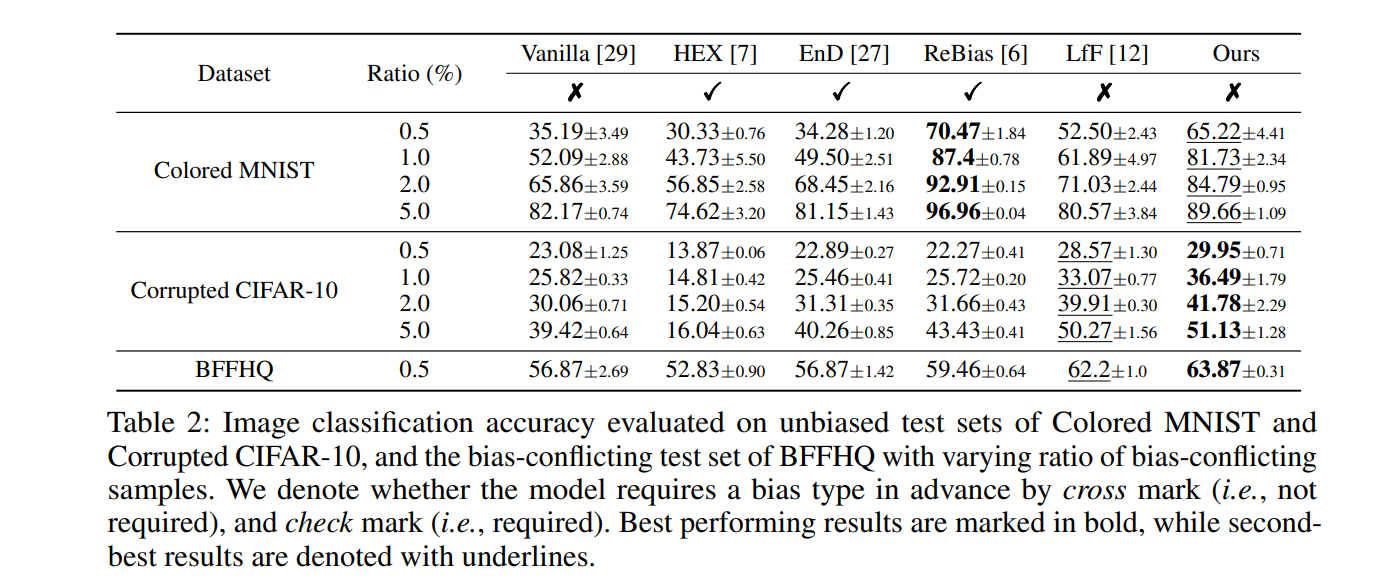 Dataset Ratio (%) Vanilla [29] HEX [7] EnD [27] ReBias [6] LfF [12] Ours
✗ ✓ ✓ ✓ ✗ ✗
Colored MNIST
0.5 35.19±3.49 30.33±0.76 34.28±1.20 70.47±1.84 52.50±2.43 65.22±4.41
1.0 52.09±2.88 43.73±5.50 49.50±2.51 87.4±0.78 61.89±4.97 81.73±2.34
2.0 65.86±3.59 56.85±2.58 68.45±2.16 92.91±0.15 71.03±2.44 84.79±0.95
5.0 82.17±0.74 74.62±3.20 81.15±1.43 96.96±0.04 80.57±3.84 89.66±1.09
Corrupted CIFAR-10
0.5 23.08±1.25 13.87±0.06 22.89±0.27 22.27±0.41 28.57±1.30 29.95±0.71
1.0 25.82±0.33 14.81±0.42 25.46±0.41 25.72±0.20 33.07±0.77 36.49±1.79
2.0 30.06±0.71 15.20±0.54 31.31±0.35 31.66±0.43 39.91±0.30 41.78±2.29
5.0 39.42±0.64 16.04±0.63 40.26±0.85 43.43±0.41 50.27±1.56 51.13±1.28
BFFHQ 0.5 56.87±2.69 52.83±0.90 56.87±1.42 59.46±0.64 62.2±1.0 63.87±0.31
Table 2: Image classification accuracy evaluated on unbiased test sets of Colored MNIST and
Corrupted CIFAR-10, and the bias-conflicting test set of BFFHQ with varying ratio of bias-conflicting
samples. We denote whether the model requires a bias type in advance by cross mark (i.e., not
required), and check mark (i.e., required). Best performing results are marked in bold, while second-
best results are denoted with underlines.